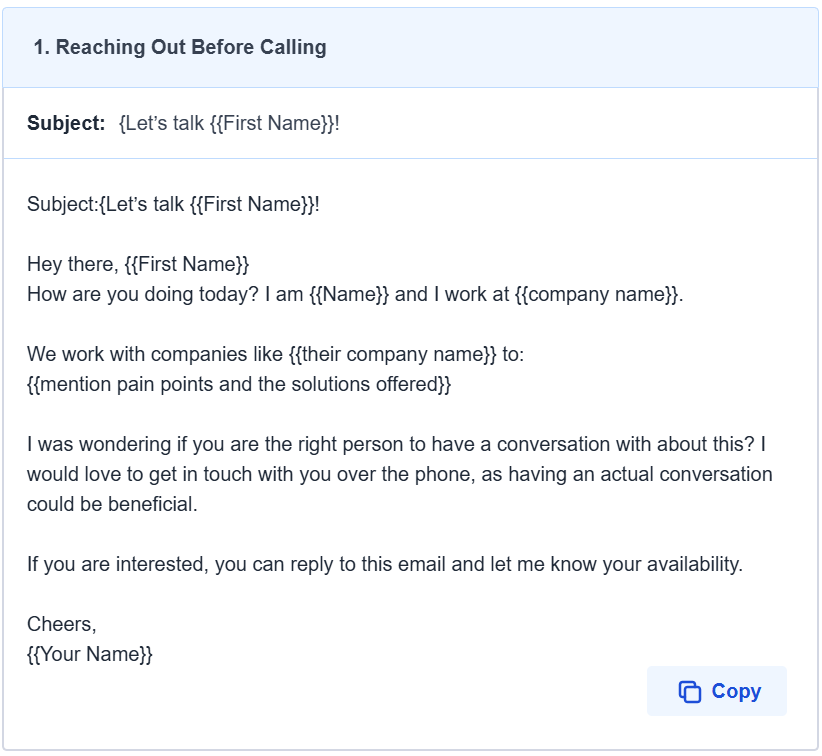 1. Reaching Out Before Calling
Subject: {Let’s talk {{First Name}}!
Subject:{Let’s talk {{First Name}}!
Hey there, {{First Name}}
How are you doing today? I am {{Name}} and I work at {{company name}}.
We work with companies like {{their company name}} to:
{{mention pain points and the solutions offered}}
I was wondering if you are the right person to have a conversation with about this? I
would love to get in touch with you over the phone, as having an actual conversation
could be beneficial.
If you are interested, you can reply to this email and let me know your availability.
Cheers,
{{Your Name}}
Copy